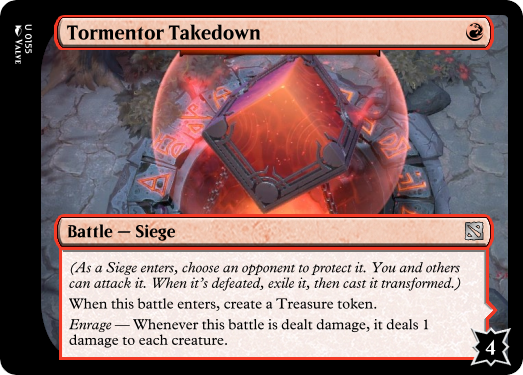 Tormentor Takedown
U 0155
VALVE
Battle — Siege
(As a Siege enters, choose an opponent to protect it. You and others
can attack it. When it's defeated, exile it, then cast it transformed.)
When this battle enters, create a Treasure token.
Enrage — Whenever this battle is dealt damage, it deals 1
damage to each creature.
4